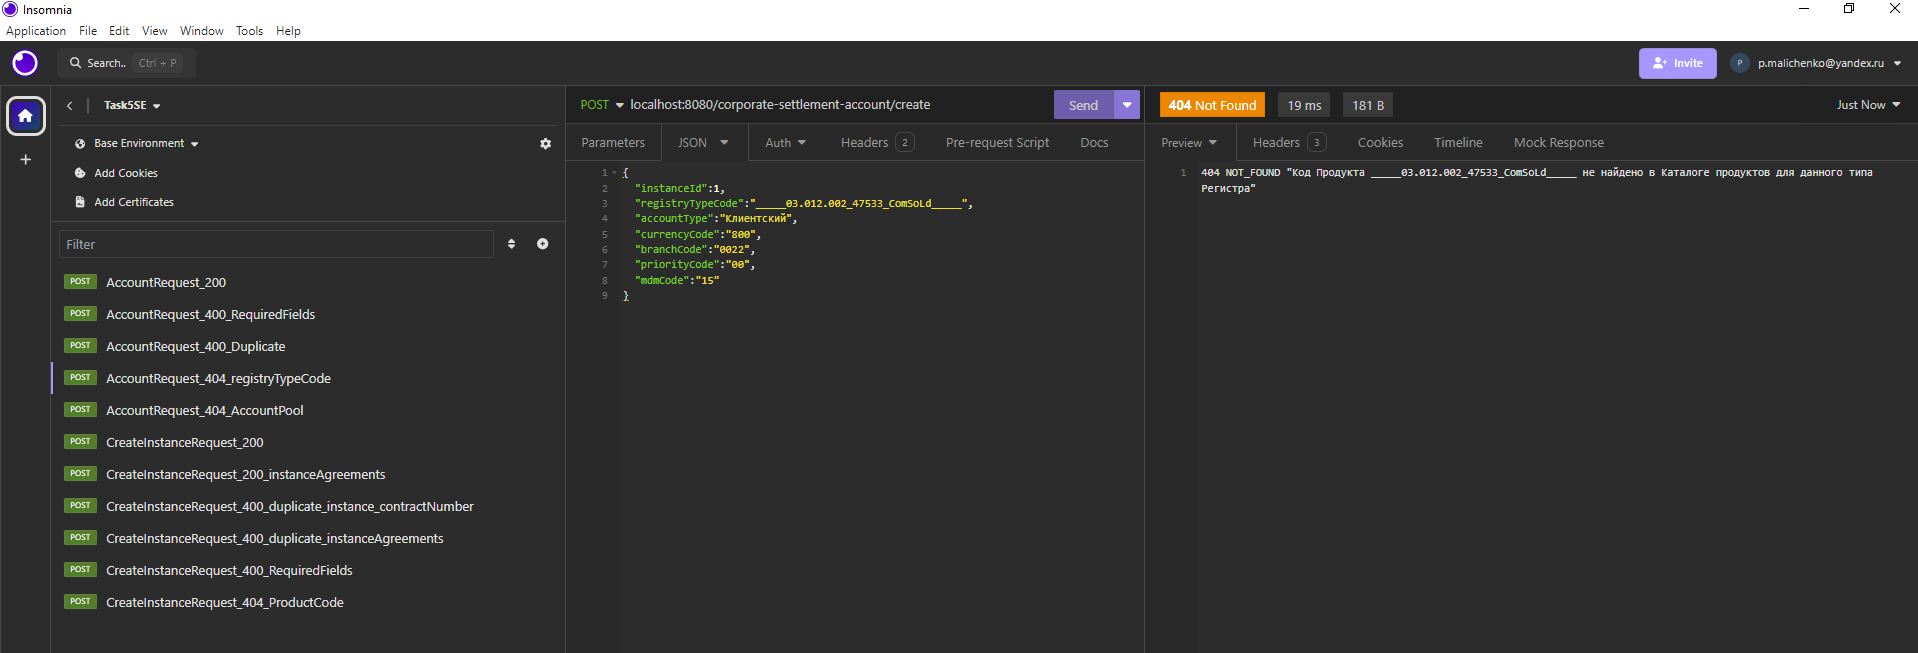 Insomnia
Application File Edit View Window Tools Help
Search.. Ctrl + P
Invite
P p.malichenko@yandex.ru
Task5SE
Base Environment
Add Cookies
Add Certificates
Filter
POST AccountRequest_200
POST AccountRequest_400_RequiredFields
POST AccountRequest_400_Duplicate
POST AccountRequest_404_registryTypeCode
POST AccountRequest_404_AccountPool
POST CreateInstanceRequest_200
POST CreateInstanceRequest_200_instanceAgreements
POST CreateInstanceRequest_400_duplicate_instance_contractNumber
POST CreateInstanceRequest_400_duplicate_instanceAgreements
POST CreateInstanceRequest_400_RequiredFields
POST CreateInstanceRequest_404_ProductCode
POST localhost:8080/corporate-settlement-account/create Send
Parameters JSON Auth Headers 2 Pre-request Script Docs
1 {
2 "instanceId":1,
3 "registryTypeCode":"_____03.012.002_47533_ComSoLd_____",
4 "accountType":"Клиентский",
5 "currencyCode":"800",
6 "branchCode":"0022",
7 "priorityCode":"00",
8 "mdmCode":"15"
9 }
404 Not Found 19 ms 181 B Just Now
Preview Headers 3 Cookies Timeline Mock Response
1 404 NOT_FOUND "Код Продукта _____03.012.002_47533_ComSoLd_____ не найдено в Каталоге продуктов для данного типа
Регистра"